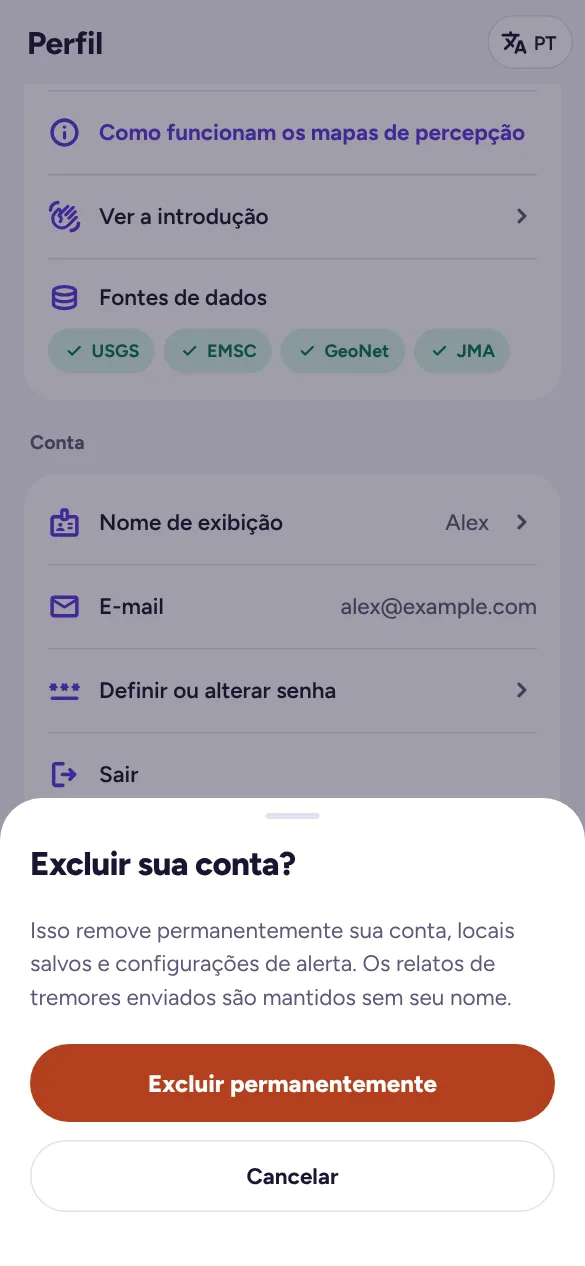 Perfil
PT
Como funcionam os mapas de percepção
Ver a introdução
Fontes de dados
USGS
EMSC
GeoNet
JMA
Conta
Nome de exibição
Alex
E-mail
alex@example.com
Definir ou alterar senha
Sair
Excluir sua conta?
Isso remove permanentemente sua conta, locais
salvos e configurações de alerta. Os relatos de
tremores enviados são mantidos sem seu nome.
Excluir permanentemente
Cancelar